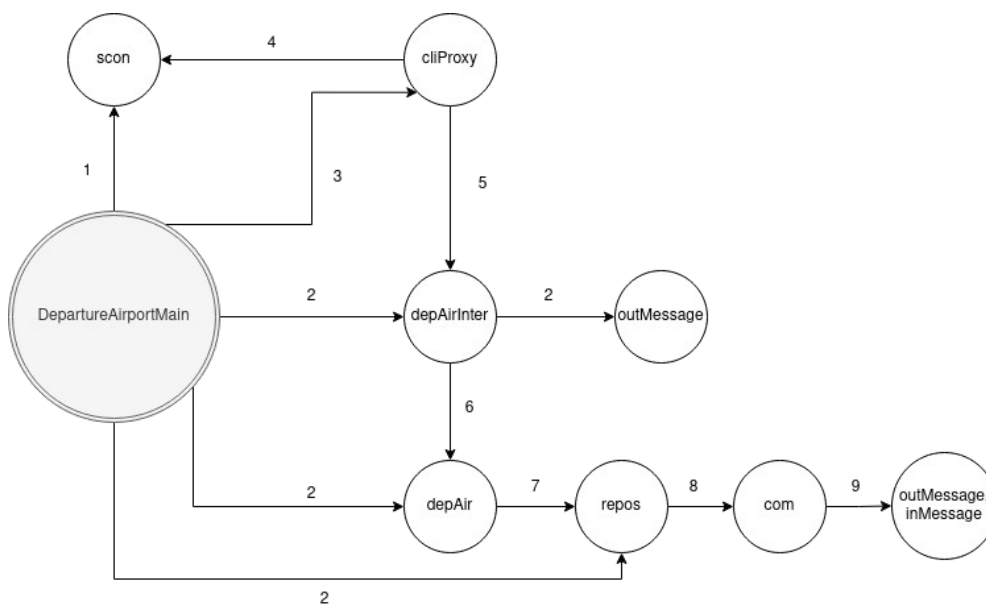 4
scon
cliProxy
1
3
5
2
2
DepartureAirportMain
depAirInter
outMessage
6
2
7
8
9
depAir
repos
com
outMessage,
inMessage
2